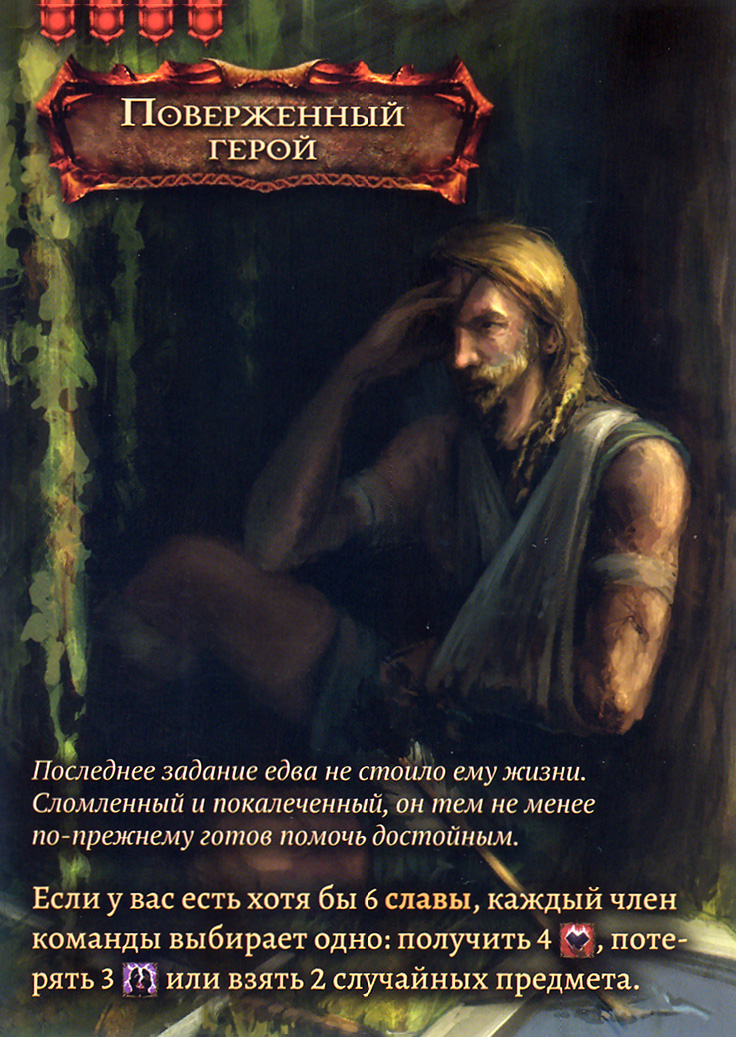 Поверженный
герой
Последнее задание едва не стоило ему жизни.
Сломленный и покалеченный, он тем не менее
по-прежнему готов помочь достойным.
Если у вас есть хотя бы 6 славы, каждый член
команды выбирает одно: получить 4 , поте-
рять 3 или взять 2 случайных предмета.